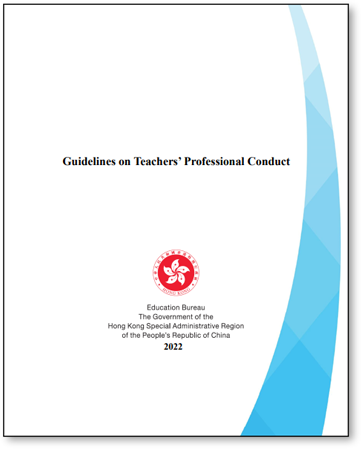 Guidelines on Teachers’ Professional Conduct
Education Bureau
The Government of the
Hong Kong Special Administrative Region
of the People's Republic of China
2022